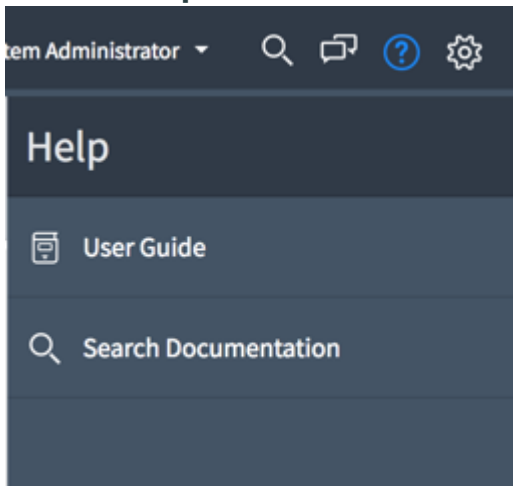 tem Administrator
Help
User Guide
Search Documentation